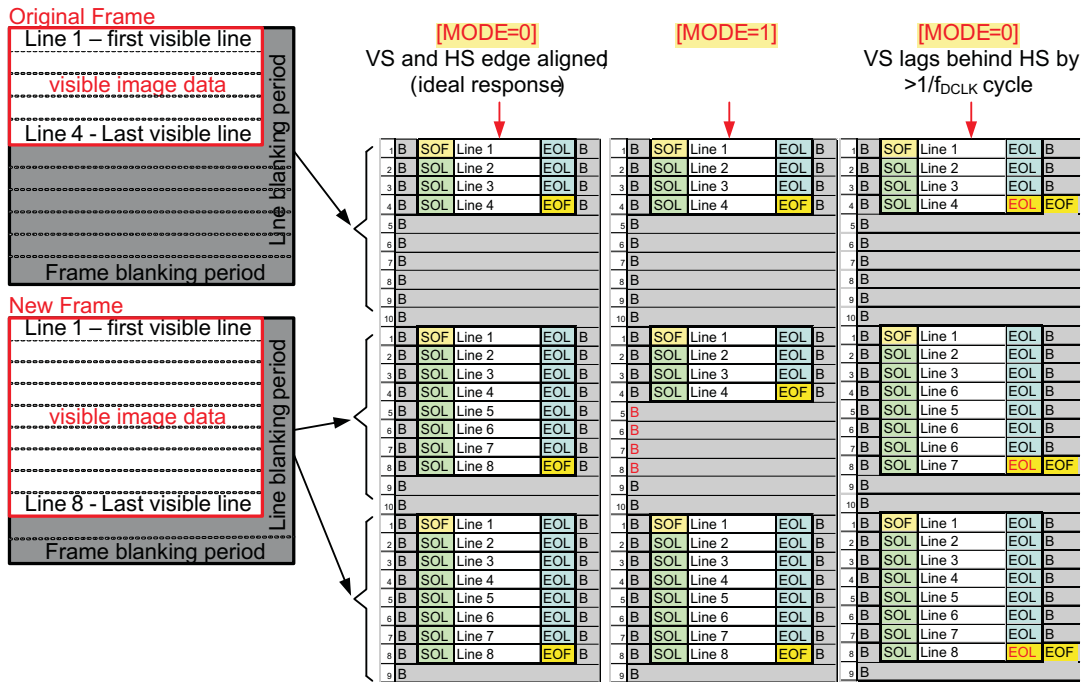 Original Frame
Line 1 – first visible line
visible image data
Line 4 - Last visible line
Line blanking period
Frame blanking period
New Frame
Line 1 – first visible line
visible image data
Line 8 - Last visible line
Line blanking period
Frame blanking period
[MODE=0]
VS and HS edge aligned,
(ideal response)
1 B SOF Line 1 EOL B
2 B SOL Line 2 EOL B
3 B SOL Line 3 EOL B
4 B SOL Line 4 EOF B
5 B
6 B
7 B
8 B
9 B
10 B
1 B SOF Line 1 EOL B
2 B SOL Line 2 EOL B
3 B SOL Line 3 EOL B
4 B SOL Line 4 EOL B
5 B SOL Line 5 EOL B
6 B SOL Line 6 EOL B
7 B SOL Line 7 EOL B
8 B SOL Line 8 EOF B
9 B
10 B
1 B SOF Line 1 EOL B
2 B SOL Line 2 EOL B
3 B SOL Line 3 EOL B
4 B SOL Line 4 EOL B
5 B SOL Line 5 EOL B
6 B SOL Line 6 EOL B
7 B SOL Line 7 EOL B
8 B SOL Line 8 EOF B
9 B
[MODE=1]
1 B SOF Line 1 EOL B
2 B SOL Line 2 EOL B
3 B SOL Line 3 EOL B
4 B SOL Line 4 EOF B
5 B
6 B
7 B
8 B
9 B
10 B
1 B SOF Line 1 EOL B
2 B SOL Line 2 EOL B
3 B SOL Line 3 EOL B
4 B SOL Line 4 EOF B
5 B
6 B
7 B
8 B
9 B
10 B
1 B SOF Line 1 EOL B
2 B SOL Line 2 EOL B
3 B SOL Line 3 EOL B
4 B SOL Line 4 EOL B
5 B SOL Line 5 EOL B
6 B SOL Line 6 EOL B
7 B SOL Line 7 EOL B
8 B SOL Line 8 EOF B
9 B
[MODE=0]
VS lags behind HS by
>1/fDCLK cycle
1 B SOF Line 1 EOL B
2 B SOL Line 2 EOL B
3 B SOL Line 3 EOL B
4 B SOL Line 4 EOL EOF
5 B
6 B
7 B
8 B
9 B
10 B
1 B SOF Line 1 EOL B
2 B SOL Line 2 EOL B
3 B SOL Line 3 EOL B
4 B SOL Line 6 EOL B
5 B SOL Line 5 EOL B
6 B SOL Line 6 EOL B
7 B SOL Line 6 EOL B
8 B SOL Line 7 EOL EOF
9 B
10 B
1 B SOF Line 1 EOL B
2 B SOL Line 2 EOL B
3 B SOL Line 3 EOL B
4 B SOL Line 4 EOL B
5 B SOL Line 5 EOL B
6 B SOL Line 6 EOL B
7 B SOL Line 7 EOL B
8 B SOL Line 8 EOL EOF
9 B